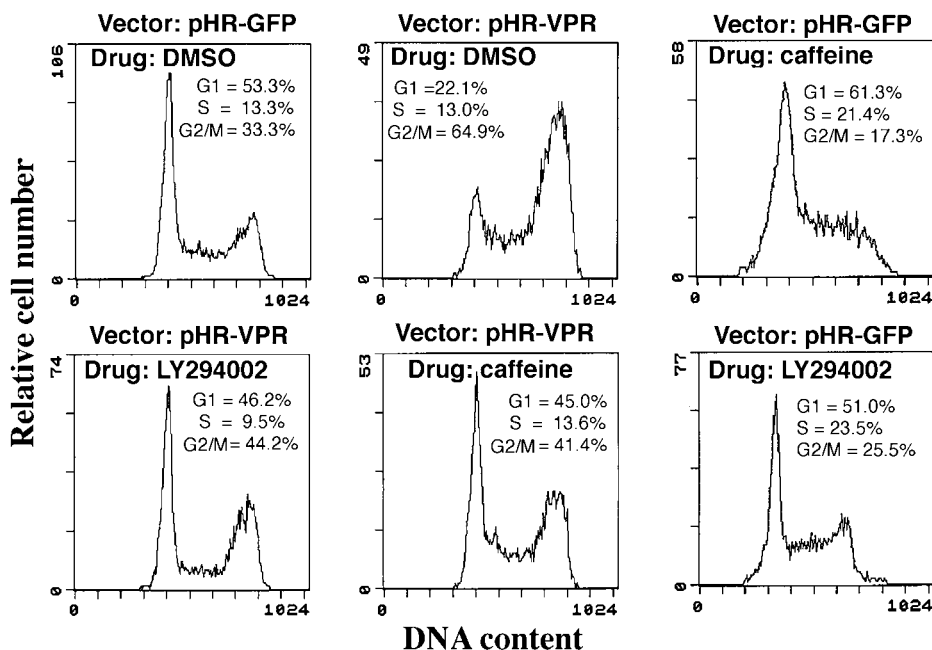 Vector: pHR-GFP
Drug: DMSO
G1 = 53.3%
S = 13.3%
G2/M = 33.3%
106
0
0
1024
Vector: pHR-VPR
Drug: DMSO
G1 =22.1%
S = 13.0%
G2/M = 64.9%
49
0
0
1024
Vector: pHR-GFP
Drug: caffeine
G1 = 61.3%
S = 21.4%
G2/M = 17.3%
58
0
0
1024
Relative cell number
Vector: pHR-VPR
Drug: LY294002
G1 = 46.2%
S = 9.5%
G2/M = 44.2%
74
0
0
1024
Vector: pHR-VPR
Drug: caffeine
G1 = 45.0%
S = 13.6%
G2/M = 41.4%
53
0
0
1024
Vector: pHR-GFP
Drug: LY294002
G1 = 51.0%
S = 23.5%
G2/M = 25.5%
77
0
0
1024
DNA content